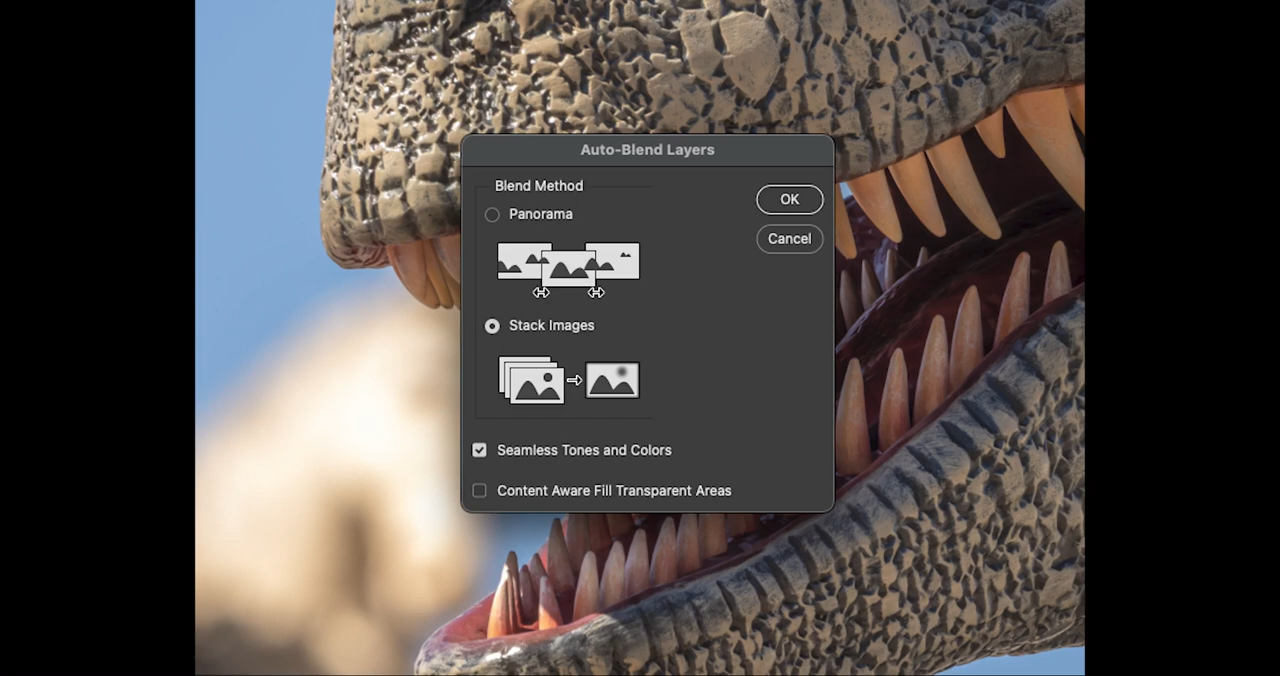 Auto-Blend Layers
Blend Method
Panorama
Stack Images
Seamless Tones and Colors
Content Aware Fill Transparent Areas
OK
Cancel